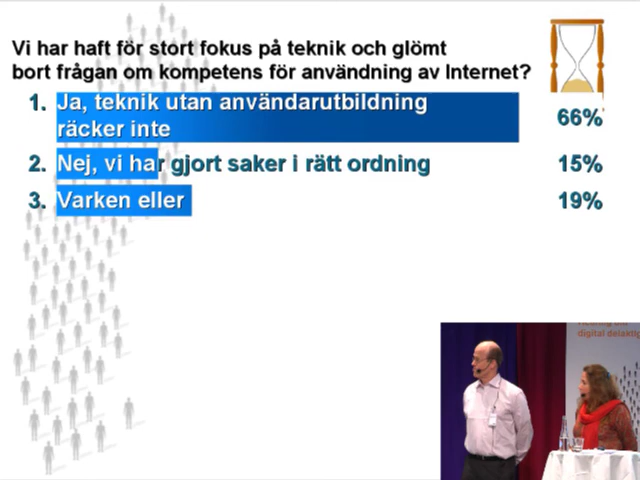 Vi har haft för stort fokus på teknik och glömt
bort frågan om kompetens för användning av Internet?
1. Ja, teknik utan användarutbildning
räcker inte
66%
2. Nej, vi har gjort saker i rätt ordning
15%
3. Varken eller
19%
digital delaktig